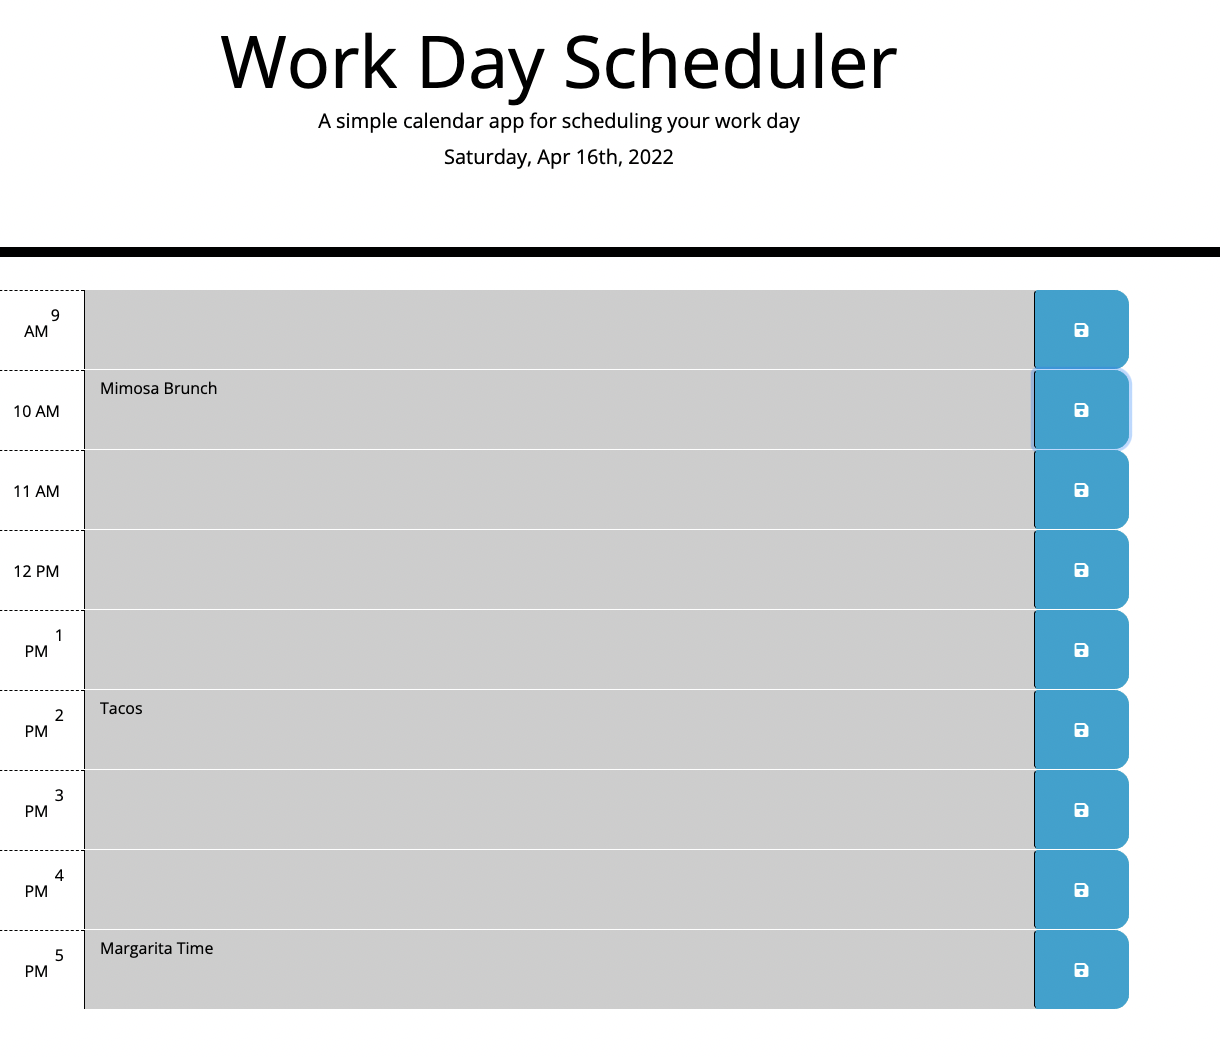 Work Day Scheduler
A simple calendar app for scheduling your work day
Saturday, Apr 16th, 2022
9
AM
10 AM
Mimosa Brunch
11 AM
12 PM
1
PM
2
PM
Tacos
3
PM
4
PM
5
PM
Margarita Time